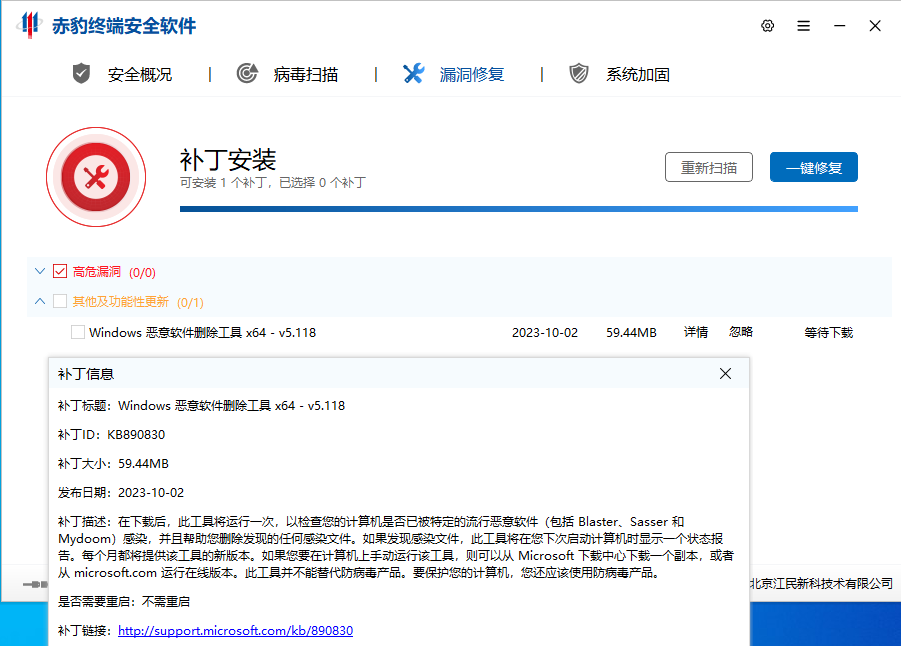 赤豹终端安全软件
安全概况
病毒扫描
漏洞修复
系统加固
补丁安装
可安装 1 个补丁，已选择 0 个补丁
重新扫描
一键修复
高危漏洞 (0/0)
其他及功能性更新 (0/1)
Windows 恶意软件删除工具 x64 - v5.118 2023-10-02 59.44MB 详情 忽略 等待下载
补丁信息
补丁标题：Windows 恶意软件删除工具 x64 - v5.118
补丁ID：KB890830
补丁大小：59.44MB
发布日期：2023-10-02
补丁描述：在下载后，此工具将运行一次，以检查您的计算机是否已被特定的流行恶意软件（包括 Blaster、Sasser 和
Mydoom）感染，并且帮助您删除发现的任何感染文件。如果发现感染文件，此工具将在您下次启动计算机时显示一个状态报
告。每个月都将提供该工具的新版本。如果您要在计算机上手动运行该工具，则可以从 Microsoft 下载中心下载一个副本，或者
从 microsoft.com 运行在线版本。此工具并不能替代防病毒产品。要保护您的计算机，您还应该使用防病毒产品。
北京江民新科技术有限公司
是否需要重启：不需重启
补丁链接：http://support.microsoft.com/kb/890830